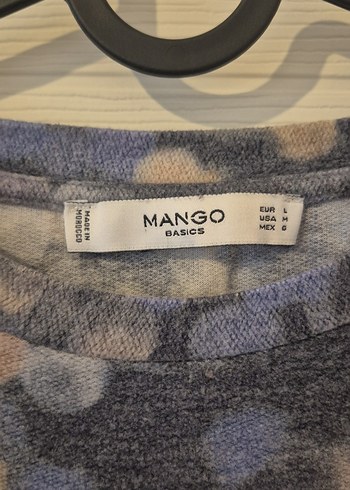 MADE IN
MOROCCO
MANGO
BASICS
EUR L
USA M
MEX G